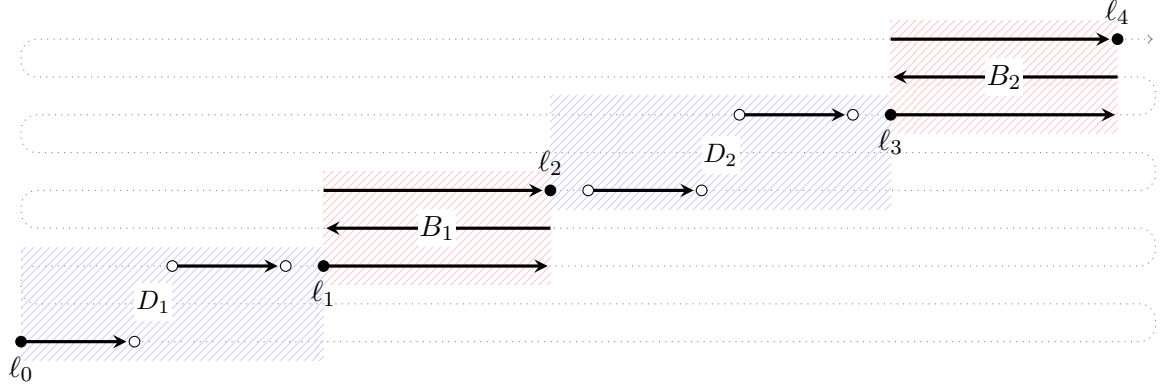 ℓ₄
B₂
ℓ₃
D₂
ℓ₂
B₁
ℓ₁
D₁
ℓ₀